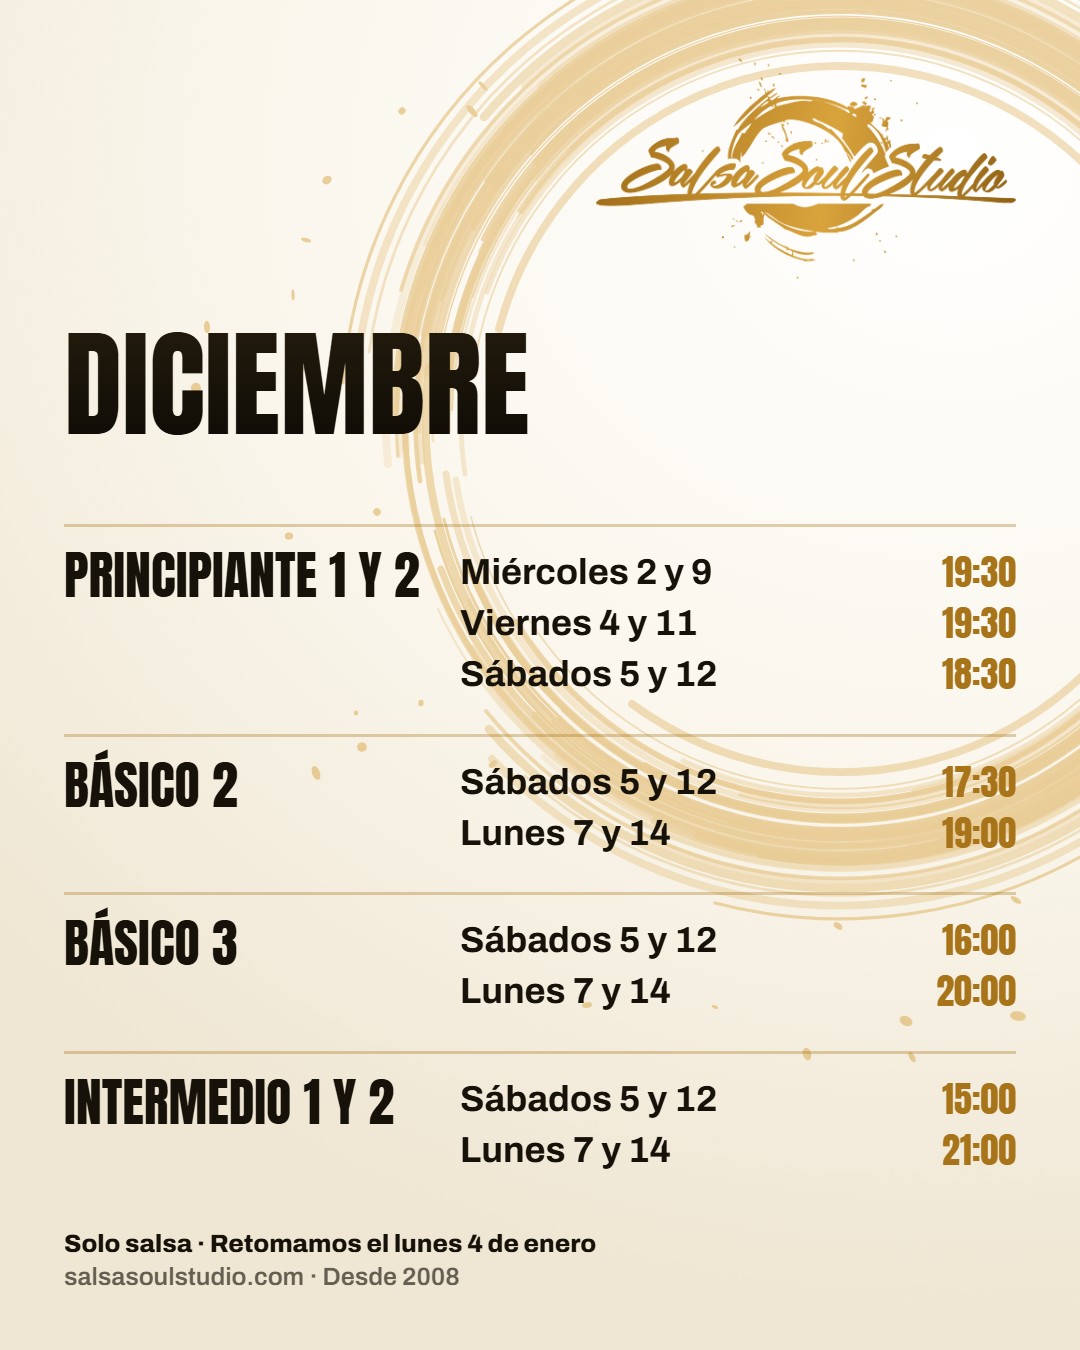 Salsa Soul Studio
DICIEMBRE
PRINCIPIANTE 1 Y 2
Miércoles 2 y 9 19:30
Viernes 4 y 11 19:30
Sábados 5 y 12 18:30
BÁSICO 2
Sábados 5 y 12 17:30
Lunes 7 y 14 19:00
BÁSICO 3
Sábados 5 y 12 16:00
Lunes 7 y 14 20:00
INTERMEDIO 1 Y 2
Sábados 5 y 12 15:00
Lunes 7 y 14 21:00
Solo salsa · Retomamos el lunes 4 de enero
salsasoulstudio.com · Desde 2008